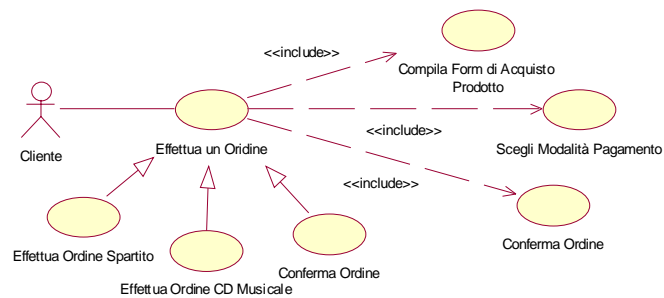 <<include>>
Compila Form di Acquisto
Prodotto
<<include>>
Scegli Modalità Pagamento
Cliente
Effettua un Oridine
<<include>>
Conferma Ordine
Effettua Ordine Spartito
Effettua Ordine CD Musicale
Conferma Ordine